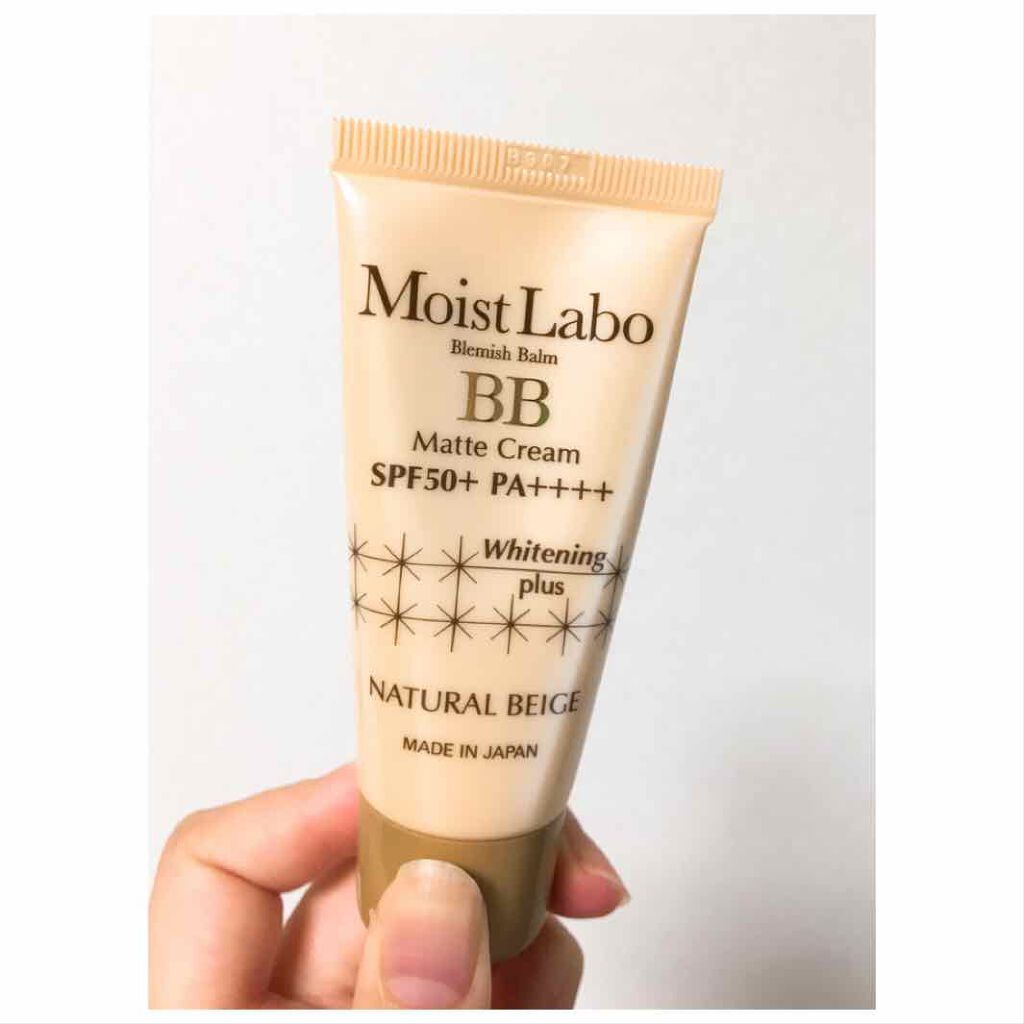 Moist Labo
Blemish Balm
BB
Matte Cream
SPF50+ PA++++
Whitening
plus
NATURAL BEIGE
MADE IN JAPAN